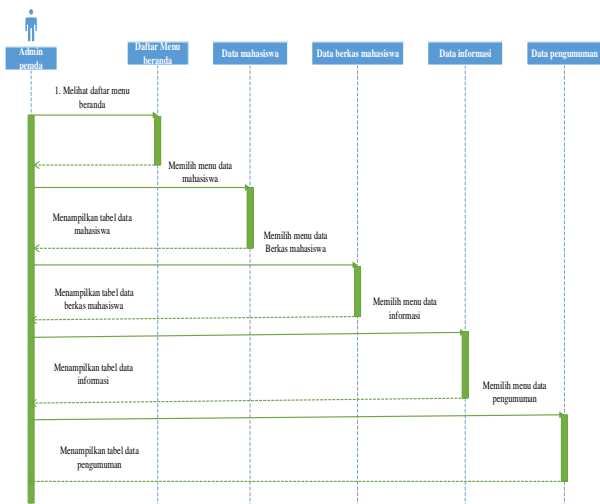 Admin
pemda
Daftar Menu
beranda
Data mahasiswa
Data berkas mahasiswa
Data informasi
Data pengumuman
1. Melihat daftar menu
beranda
Memilih menu data
mahasiswa
Menampilkan tabel data
mahasiswa
Memilih menu data
Berkas mahasiswa
Menampilkan tabel data
berkas mahasiswa
Memilih menu data
informasi
Menampilkan tabel data
informasi
Memilih menu data
pengumuman
Menampilkan tabel data
pengumuman